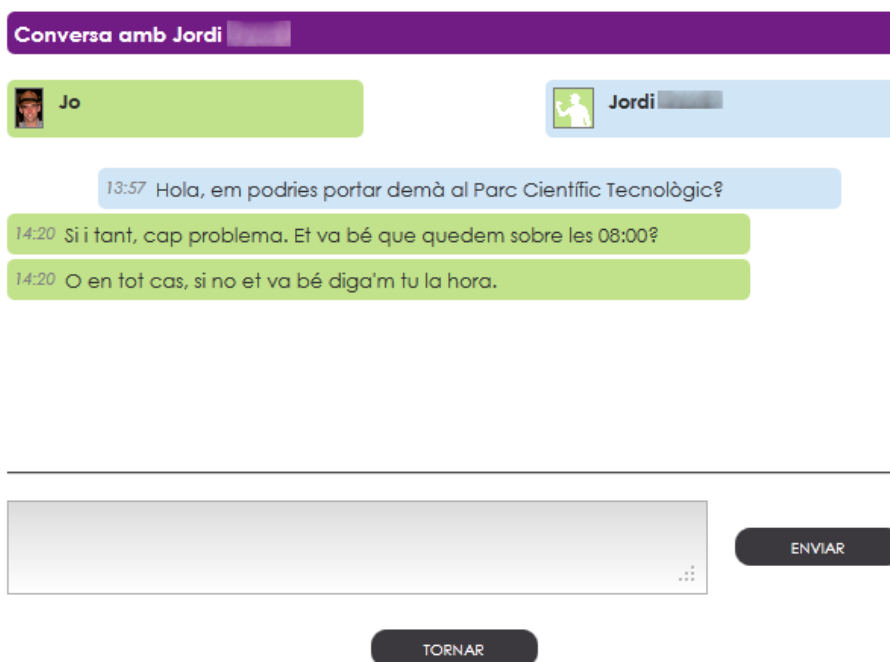 Conversa amb Jordi
Jo
Jordi
13:57 Hola, em podries portar demà al Parc Científic Tecnològic?
14:20 Si i tant, cap problema. Et va bé que quedem sobre les 08:00?
14:20 O en tot cas, si no et va bé diga'm tu la hora.
ENVIAR
TORNAR